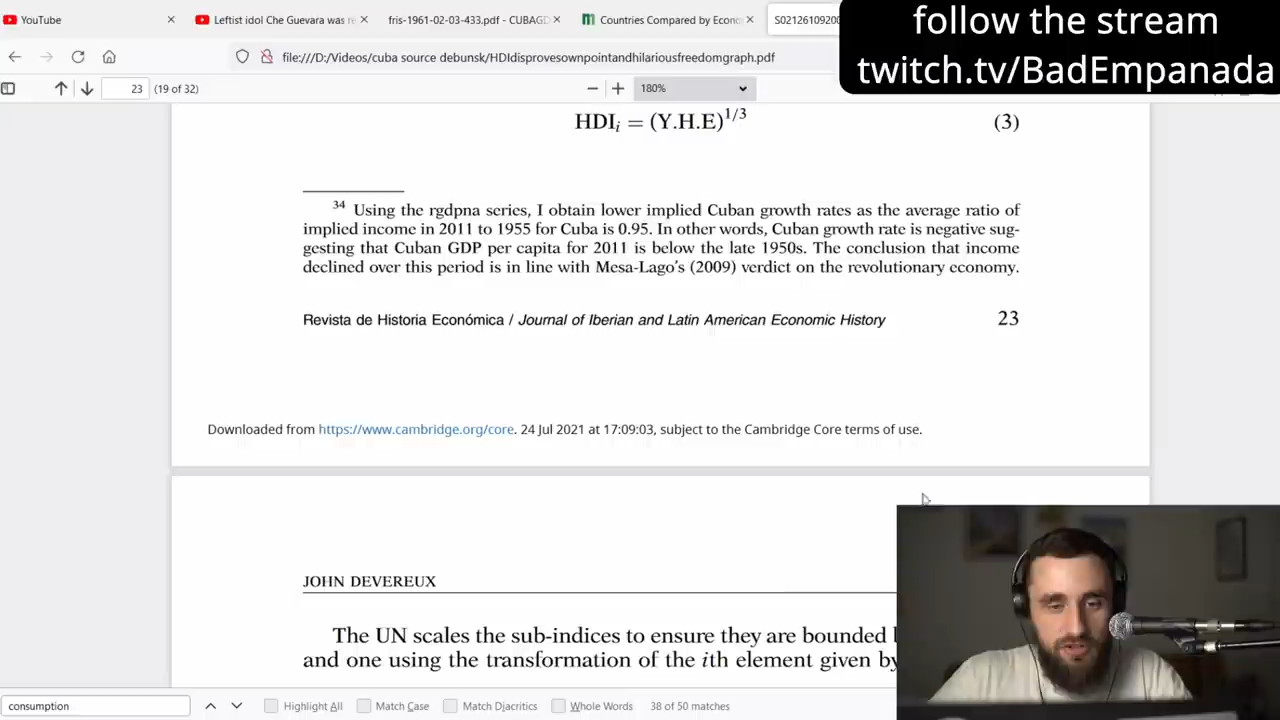 YouTube
Leftist idol Che Guevara was re
fris-1961-02-03-433.pdf - CUBAGD
Countries Compared by Econo
S02126109200
follow the stream
twitch.tv/BadEmpanada
file:///D:/Videos/cuba source debunsk/HDIdisprovesownpointandhilariousfreedomgraph.pdf
23 (19 of 32)
180%
HDIi = (Y.H.E)1/3 (3)
34 Using the rgdpna series, I obtain lower implied Cuban growth rates as the average ratio of
implied income in 2011 to 1955 for Cuba is 0.95. In other words, Cuban growth rate is negative sug-
gesting that Cuban GDP per capita for 2011 is below the late 1950s. The conclusion that income
declined over this period is in line with Mesa-Lago's (2009) verdict on the revolutionary economy.
Revista de Historia Económica / Journal of Iberian and Latin American Economic History 23
Downloaded from https://www.cambridge.org/core. 24 Jul 2021 at 17:09:03, subject to the Cambridge Core terms of use.
JOHN DEVEREUX
The UN scales the sub-indices to ensure they are bounded
and one using the transformation of the ith element given by
consumption
Highlight All
Match Case
Match Diacritics
Whole Words
38 of 50 matches